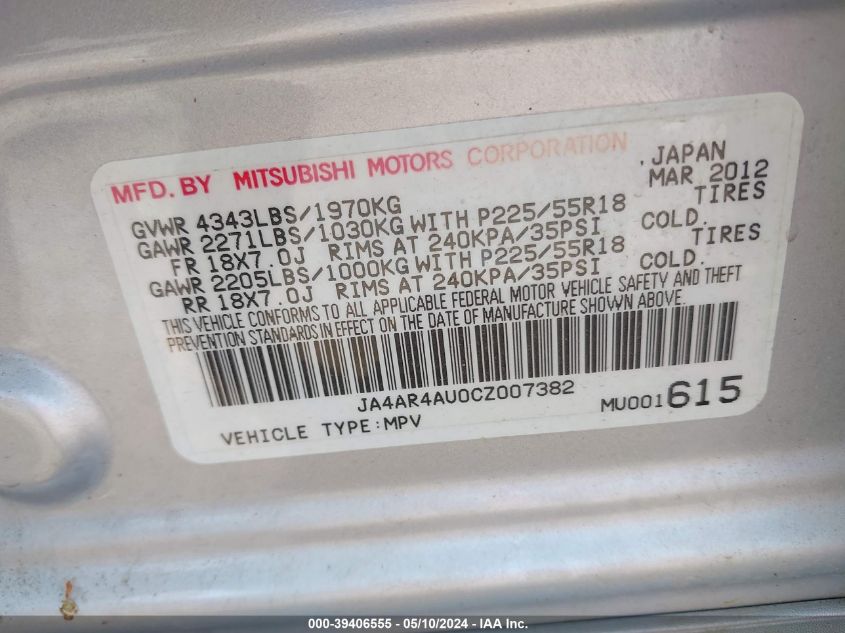 MFD. BY MITSUBISHI MOTORS CORPORATION . JAPAN
MAR 2012
GVWR 4343LBS/1970KG
GAWR 2271LBS/1030KG WITH P225/55R18 TIRES
FR 18X7.0J RIMS AT 240KPA/35PSI COLD.
GAWR 2205LBS/1000KG WITH P225/55R18 TIRES
RR 18X7.0J RIMS AT 240KPA/35PSI COLD.
THIS VEHICLE CONFORMS TO ALL APPLICABLE FEDERAL MOTOR VEHICLE SAFETY AND THEFT
PREVENTION STANDARDS IN EFFECT ON THE DATE OF MANUFACTURE SHOWN ABOVE.
JA4AR4AU0CZ007382
MU001615
VEHICLE TYPE:MPV
000-39406555 - 05/10/2024 - IAA Inc.